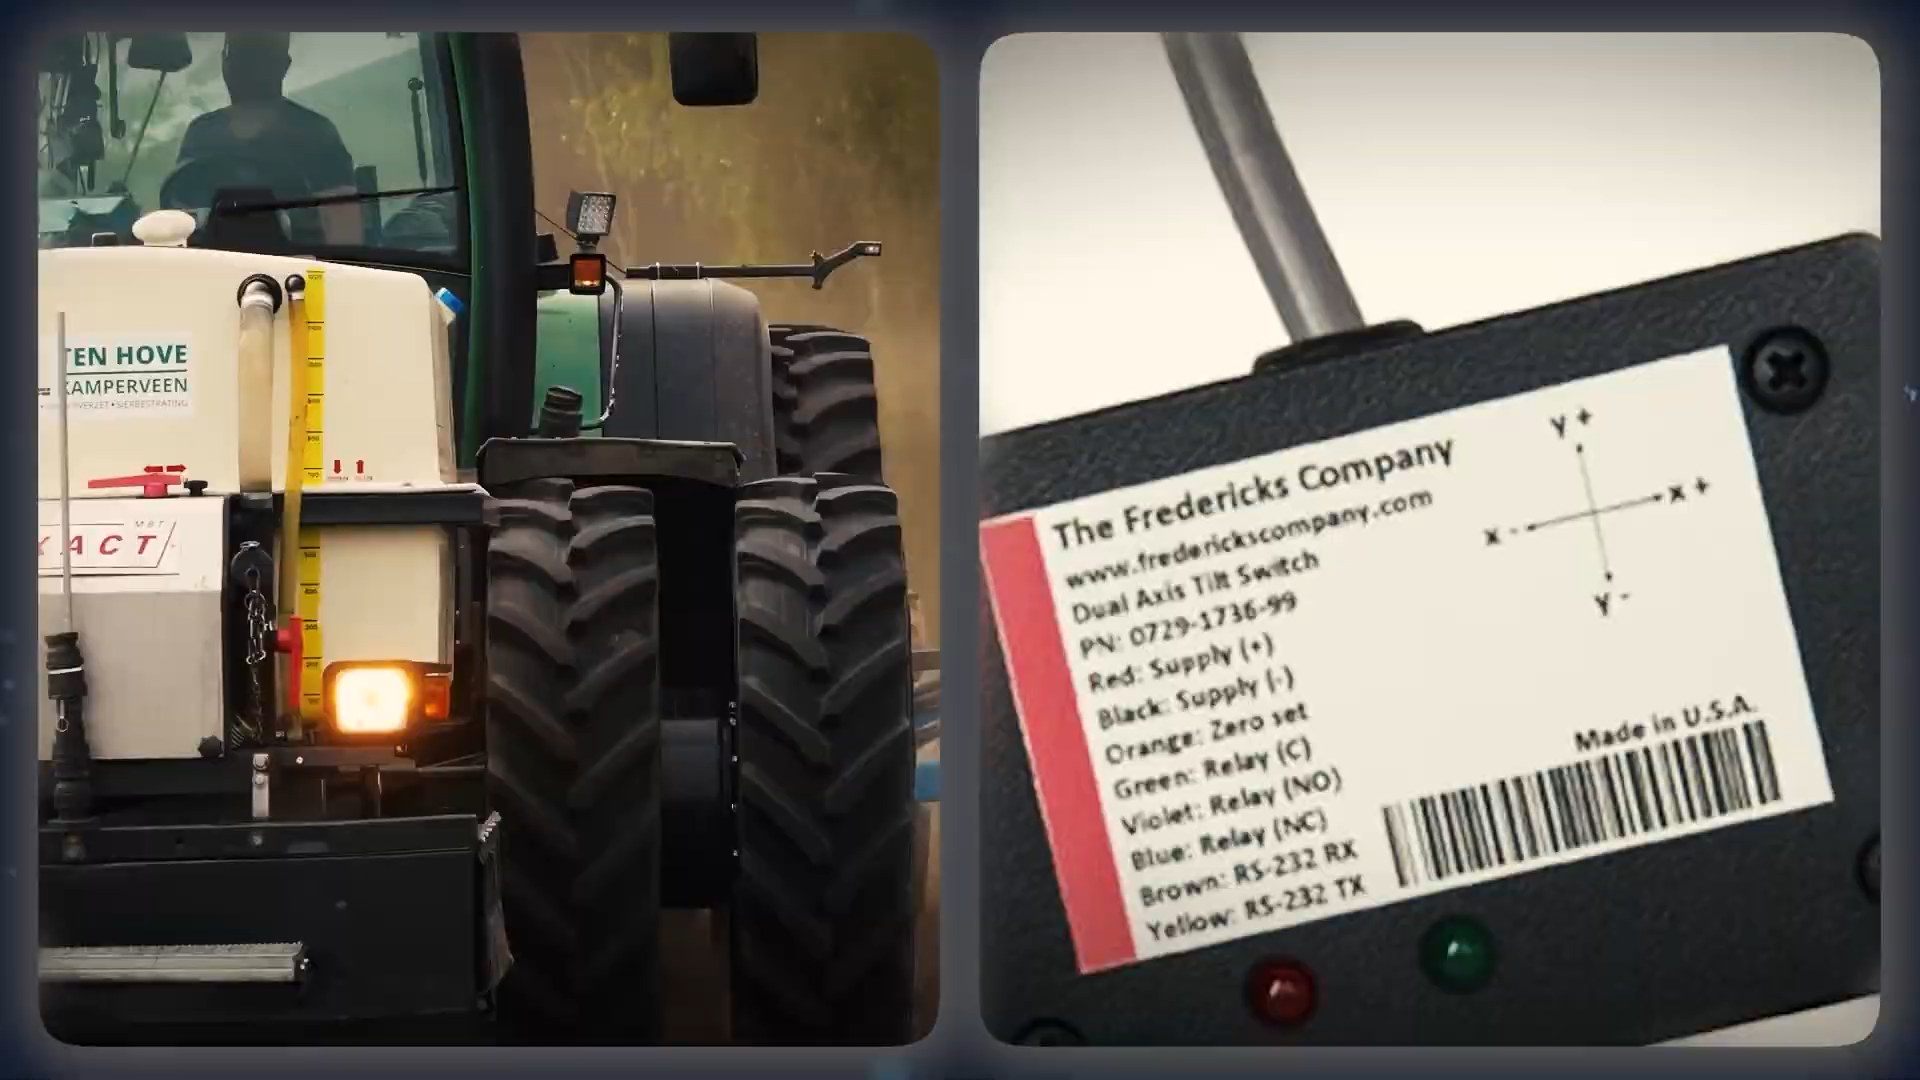 TEN HOVE
KAMPERVEEN
MBT
XACT
The Fredericks Company
www.frederickscompany.com
Dual Axis Tilt Switch
PN: 0729-1736-99
Red: Supply (+)
Black: Supply (-)
Orange: Zero set
Green: Relay (C)
Violet: Relay (NO)
Blue: Relay (NC)
Brown: RS-232 RX
Yellow: RS-232 TX
Y +
X +
X -
Y -
Made in U.S.A.